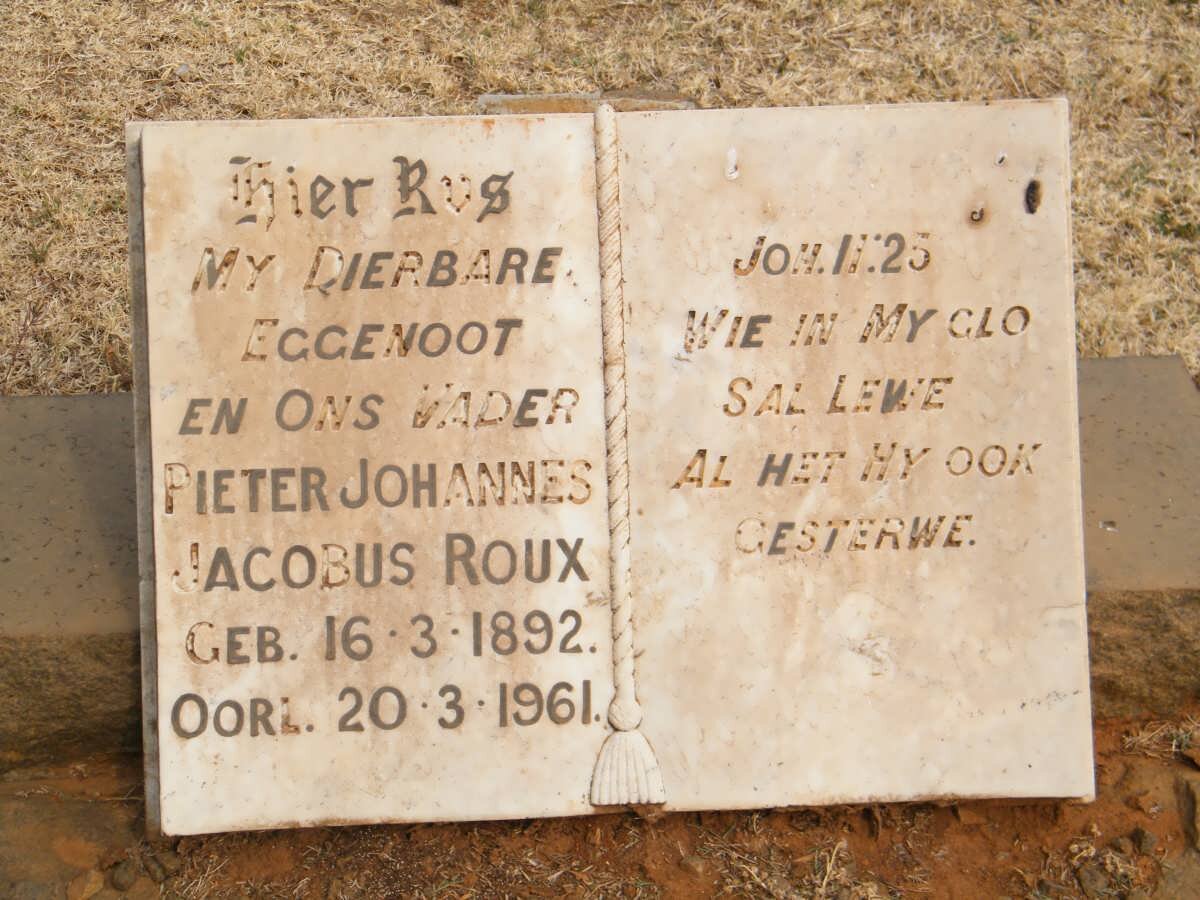 Hier Rus
MY DIERBARE
EGGENOOT
EN ONS VADER
PIETER JOHANNES
JACOBUS ROUX
GEB. 16·3·1892.
OORL. 20·3·1961.
JOH. 11:25
WIE IN MY GLO
SAL LEWE
AL HET HY OOK
GESTERWE.